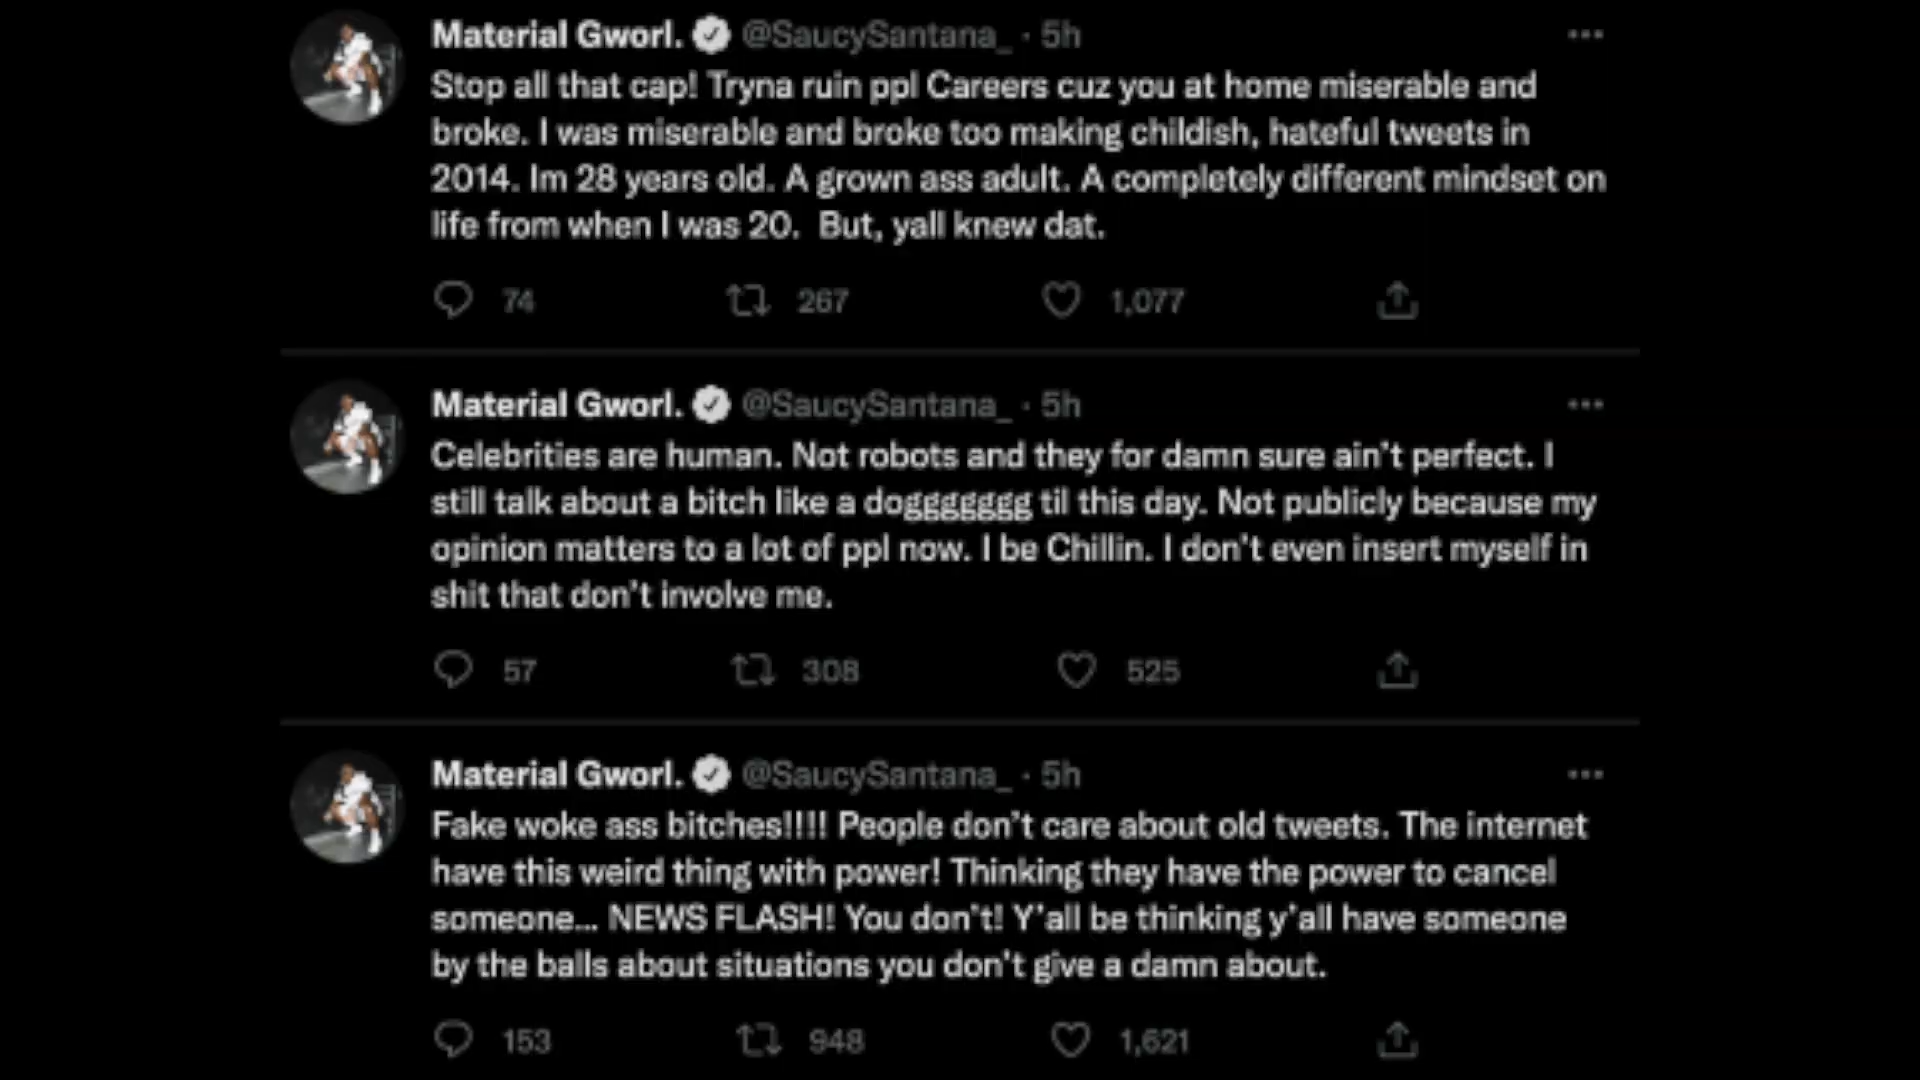 Material Gworl. @SaucySantana_ · 5h
Stop all that cap! Tryna ruin ppl Careers cuz you at home miserable and
broke. I was miserable and broke too making childish, hateful tweets in
2014. Im 28 years old. A grown ass adult. A completely different mindset on
life from when I was 20.  But, yall knew dat.
74 267 1,077
Material Gworl. @SaucySantana_ · 5h
Celebrities are human. Not robots and they for damn sure ain't perfect. I
still talk about a bitch like a doggggggg til this day. Not publicly because my
opinion matters to a lot of ppl now. I be Chillin. I don't even insert myself in
shit that don't involve me.
57 308 525
Material Gworl. @SaucySantana_ · 5h
Fake woke ass bitches!!!! People don't care about old tweets. The internet
have this weird thing with power! Thinking they have the power to cancel
someone... NEWS FLASH! You don't! Y'all be thinking y'all have someone
by the balls about situations you don't give a damn about.
153 948 1,621